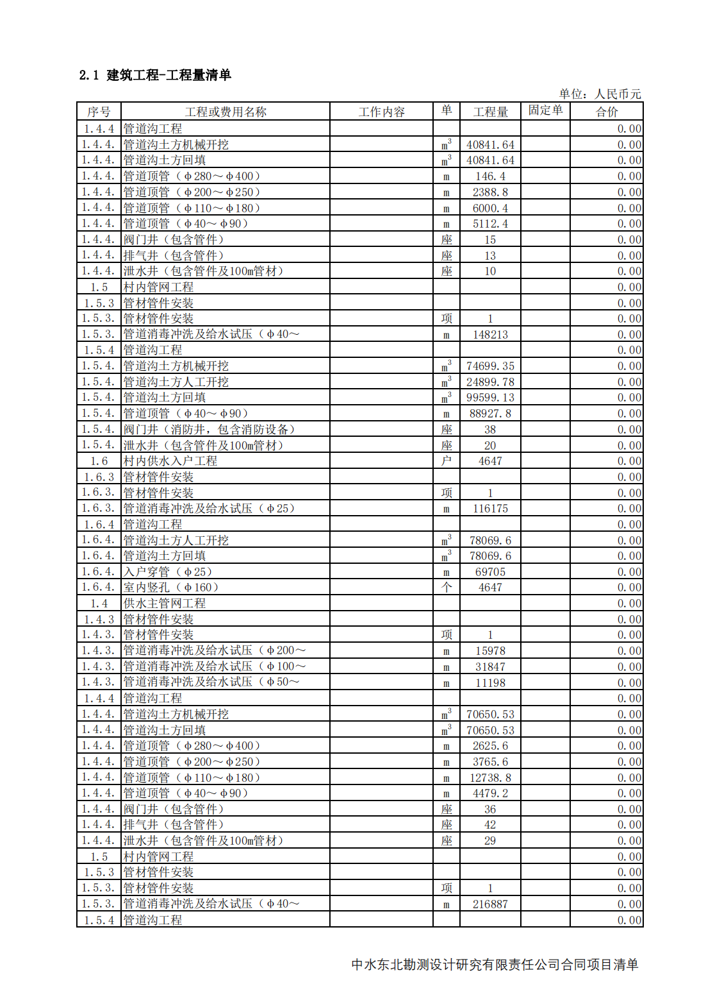 2.1 建筑工程-工程量清单
单位：人民币元
序号 工程或费用名称 工作内容 单 工程量 固定单 合价
1.4.4 管道沟工程 0.00
1.4.4. 管道沟土方机械开挖 m³ 40841.64 0.00
1.4.4. 管道沟土方回填 m³ 40841.64 0.00
1.4.4. 管道顶管（φ280～φ400） m 146.4 0.00
1.4.4. 管道顶管（φ200～φ250） m 2388.8 0.00
1.4.4. 管道顶管（φ110～φ180） m 6000.4 0.00
1.4.4. 管道顶管（φ40～φ90） m 5112.4 0.00
1.4.4. 阀门井（包含管件） 座 15 0.00
1.4.4. 排气井（包含管件） 座 13 0.00
1.4.4. 泄水井（包含管件及100m管材） 座 10 0.00
1.5 村内管网工程 0.00
1.5.3 管材管件安装 0.00
1.5.3. 管材管件安装 项 1 0.00
1.5.3. 管道消毒冲洗及给水试压（φ40～ m 148213 0.00
1.5.4 管道沟工程 0.00
1.5.4. 管道沟土方机械开挖 m³ 74699.35 0.00
1.5.4. 管道沟土方人工开挖 m³ 24899.78 0.00
1.5.4. 管道沟土方回填 m³ 99599.13 0.00
1.5.4. 管道顶管（φ40～φ90） m 88927.8 0.00
1.5.4. 阀门井（消防井，包含消防设备） 座 38 0.00
1.5.4. 泄水井（包含管件及100m管材） 座 20 0.00
1.6 村内供水入户工程 户 4647 0.00
1.6.3 管材管件安装 0.00
1.6.3. 管材管件安装 项 1 0.00
1.6.3. 管道消毒冲洗及给水试压（φ25） m 116175 0.00
1.6.4 管道沟工程 0.00
1.6.4. 管道沟土方人工开挖 m³ 78069.6 0.00
1.6.4. 管道沟土方回填 m³ 78069.6 0.00
1.6.4. 入户穿管（φ25） m 69705 0.00
1.6.4. 室内竖孔（φ160） 个 4647 0.00
1.4 供水主管网工程 0.00
1.4.3 管材管件安装 0.00
1.4.3. 管材管件安装 项 1 0.00
1.4.3. 管道消毒冲洗及给水试压（φ200～ m 15978 0.00
1.4.3. 管道消毒冲洗及给水试压（φ100～ m 31847 0.00
1.4.3. 管道消毒冲洗及给水试压（φ50～ m 11198 0.00
1.4.4 管道沟工程 0.00
1.4.4. 管道沟土方机械开挖 m³ 70650.53 0.00
1.4.4. 管道沟土方回填 m³ 70650.53 0.00
1.4.4. 管道顶管（φ280～φ400） m 2625.6 0.00
1.4.4. 管道顶管（φ200～φ250） m 3765.6 0.00
1.4.4. 管道顶管（φ110～φ180） m 12738.8 0.00
1.4.4. 管道顶管（φ40～φ90） m 4479.2 0.00
1.4.4. 阀门井（包含管件） 座 36 0.00
1.4.4. 排气井（包含管件） 座 42 0.00
1.4.4. 泄水井（包含管件及100m管材） 座 29 0.00
1.5 村内管网工程 0.00
1.5.3 管材管件安装 0.00
1.5.3. 管材管件安装 项 1 0.00
1.5.3. 管道消毒冲洗及给水试压（φ40～ m 216887 0.00
1.5.4 管道沟工程 0.00
中水东北勘测设计研究有限责任公司合同项目清单